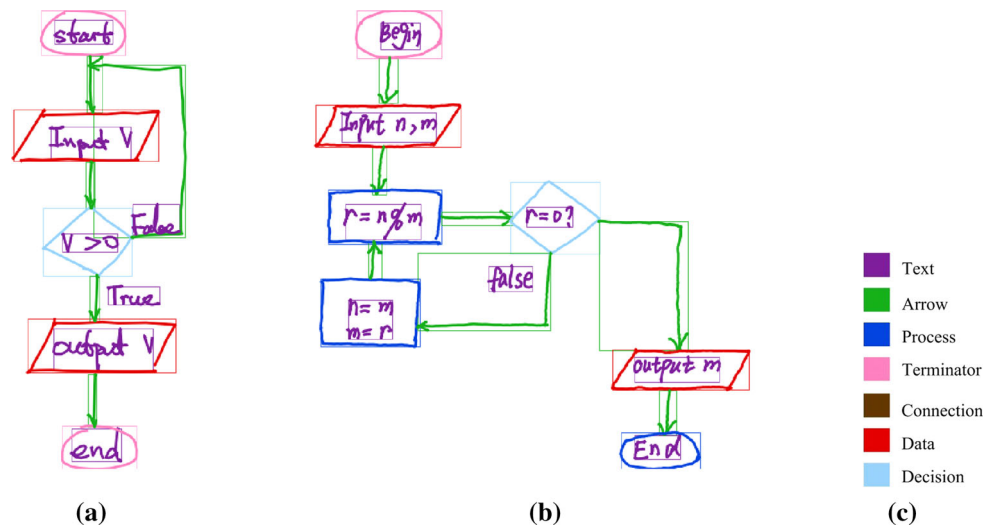 start
Input V
V > 0
False
True
output V
end
(a)
Begin
Input n, m
r = n % m
r = 0 ?
false
n = m
m = r
output m
End
(b)
Text
Arrow
Process
Terminator
Connection
Data
Decision
(c)